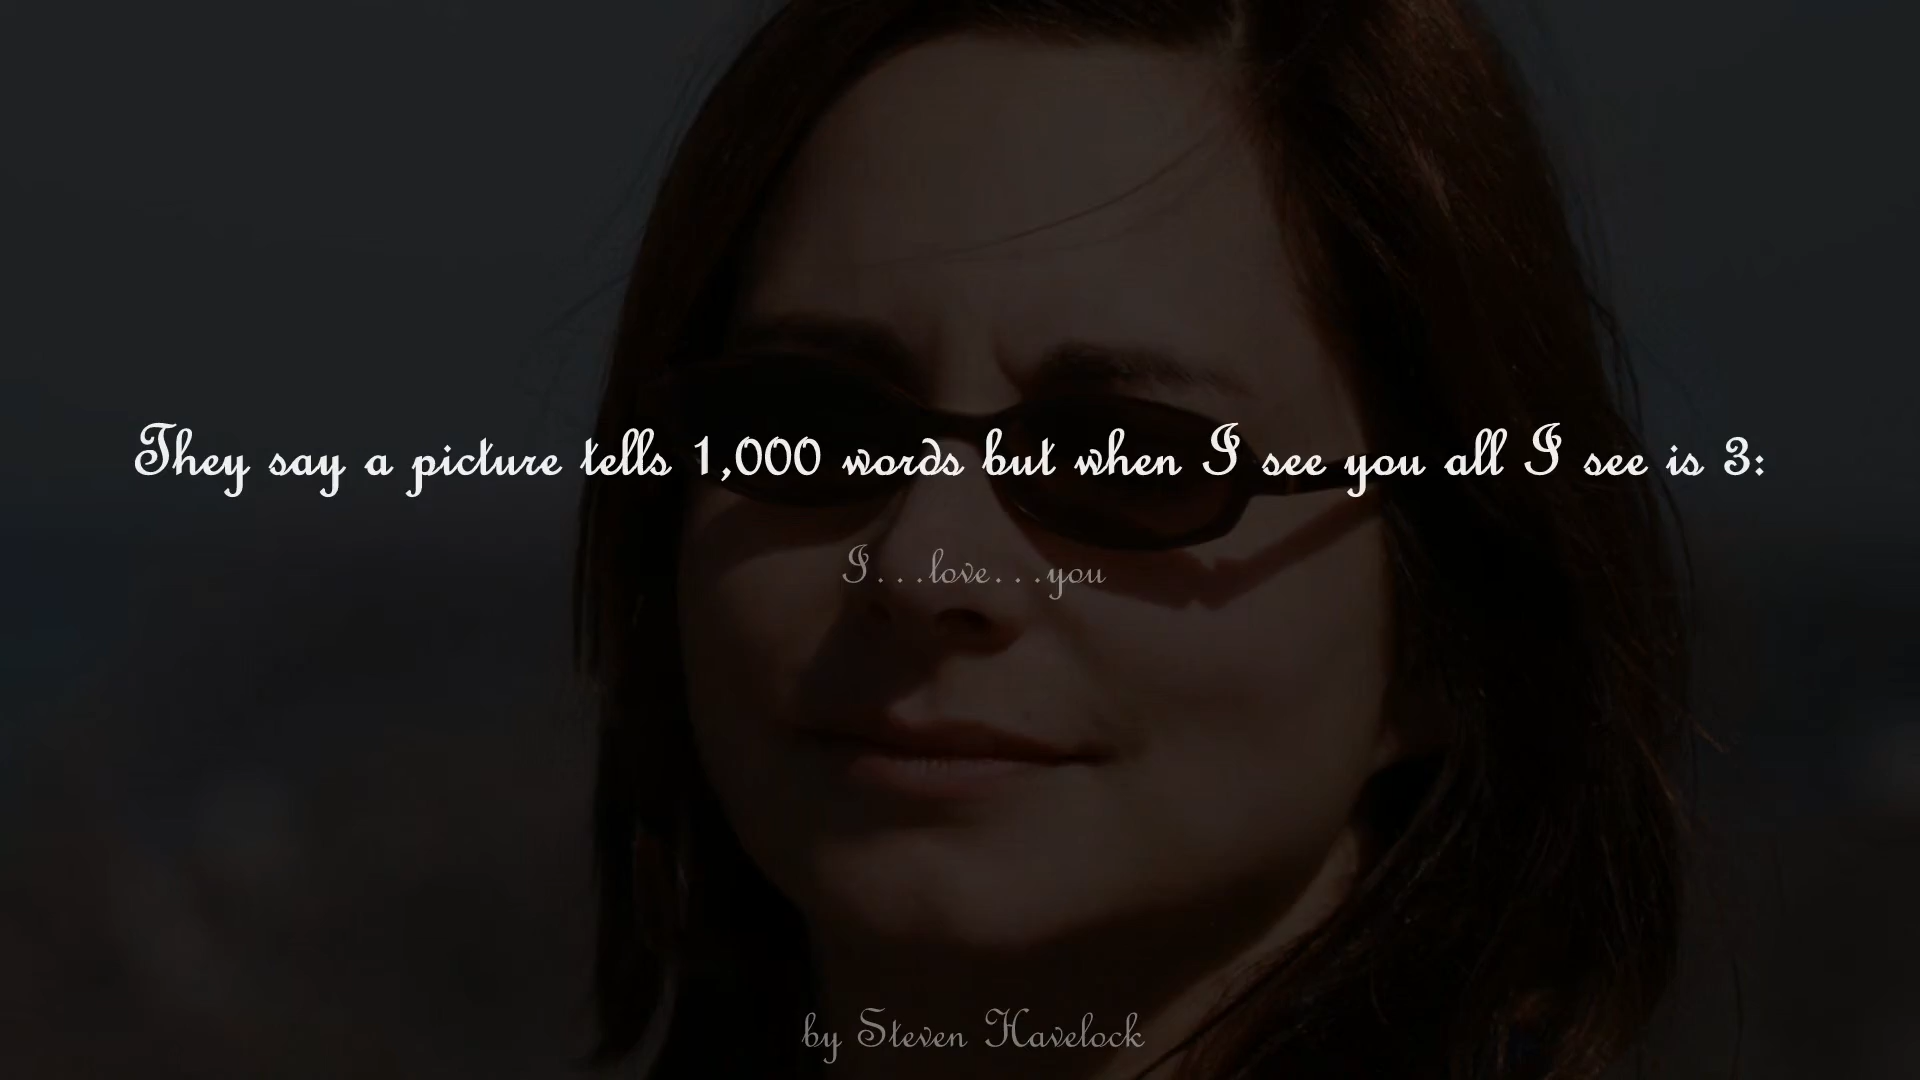 They say a picture tells 1,000 words but when I see you all I see is 3:
I...love...you
by Steven Havelock